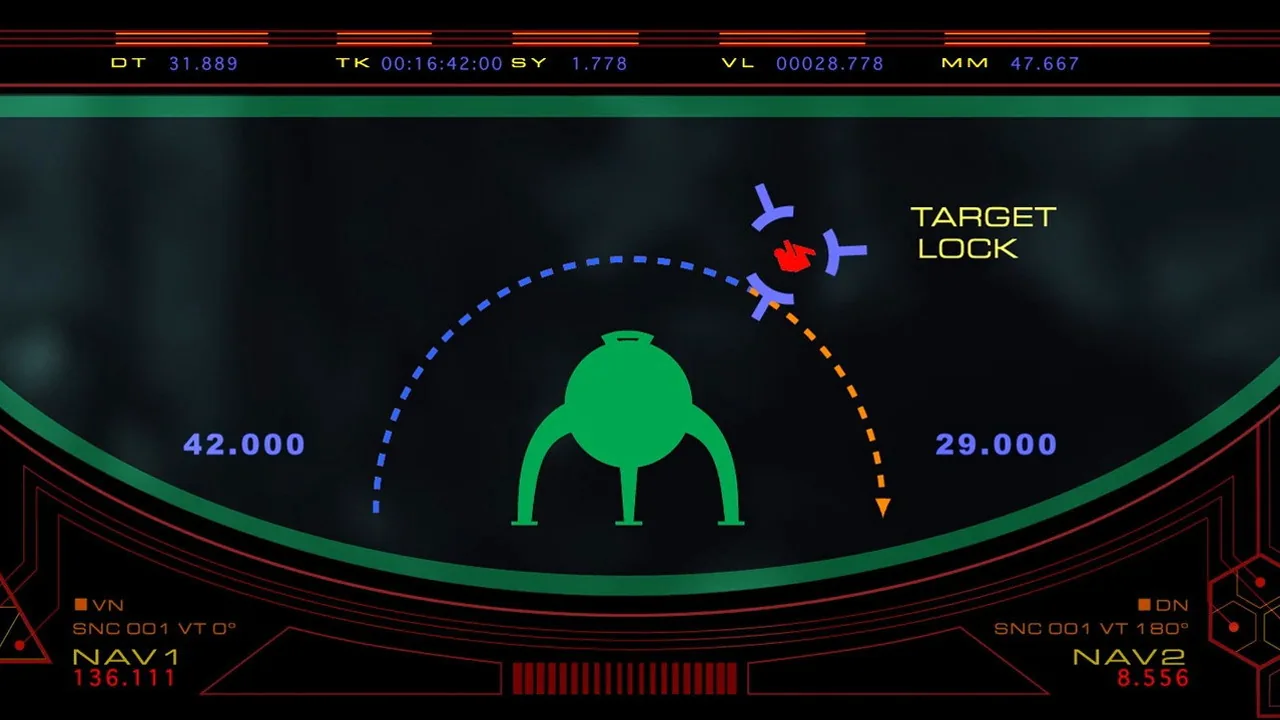 DT 31.889 TK 00:16:42:00 SY 1.778 VL 00028.778 MM 47.667
TARGET
LOCK
42.000
29.000
VN
SNC 001 VT 0°
NAV1
136.111
DN
SNC 001 VT 180°
NAV2
8.556